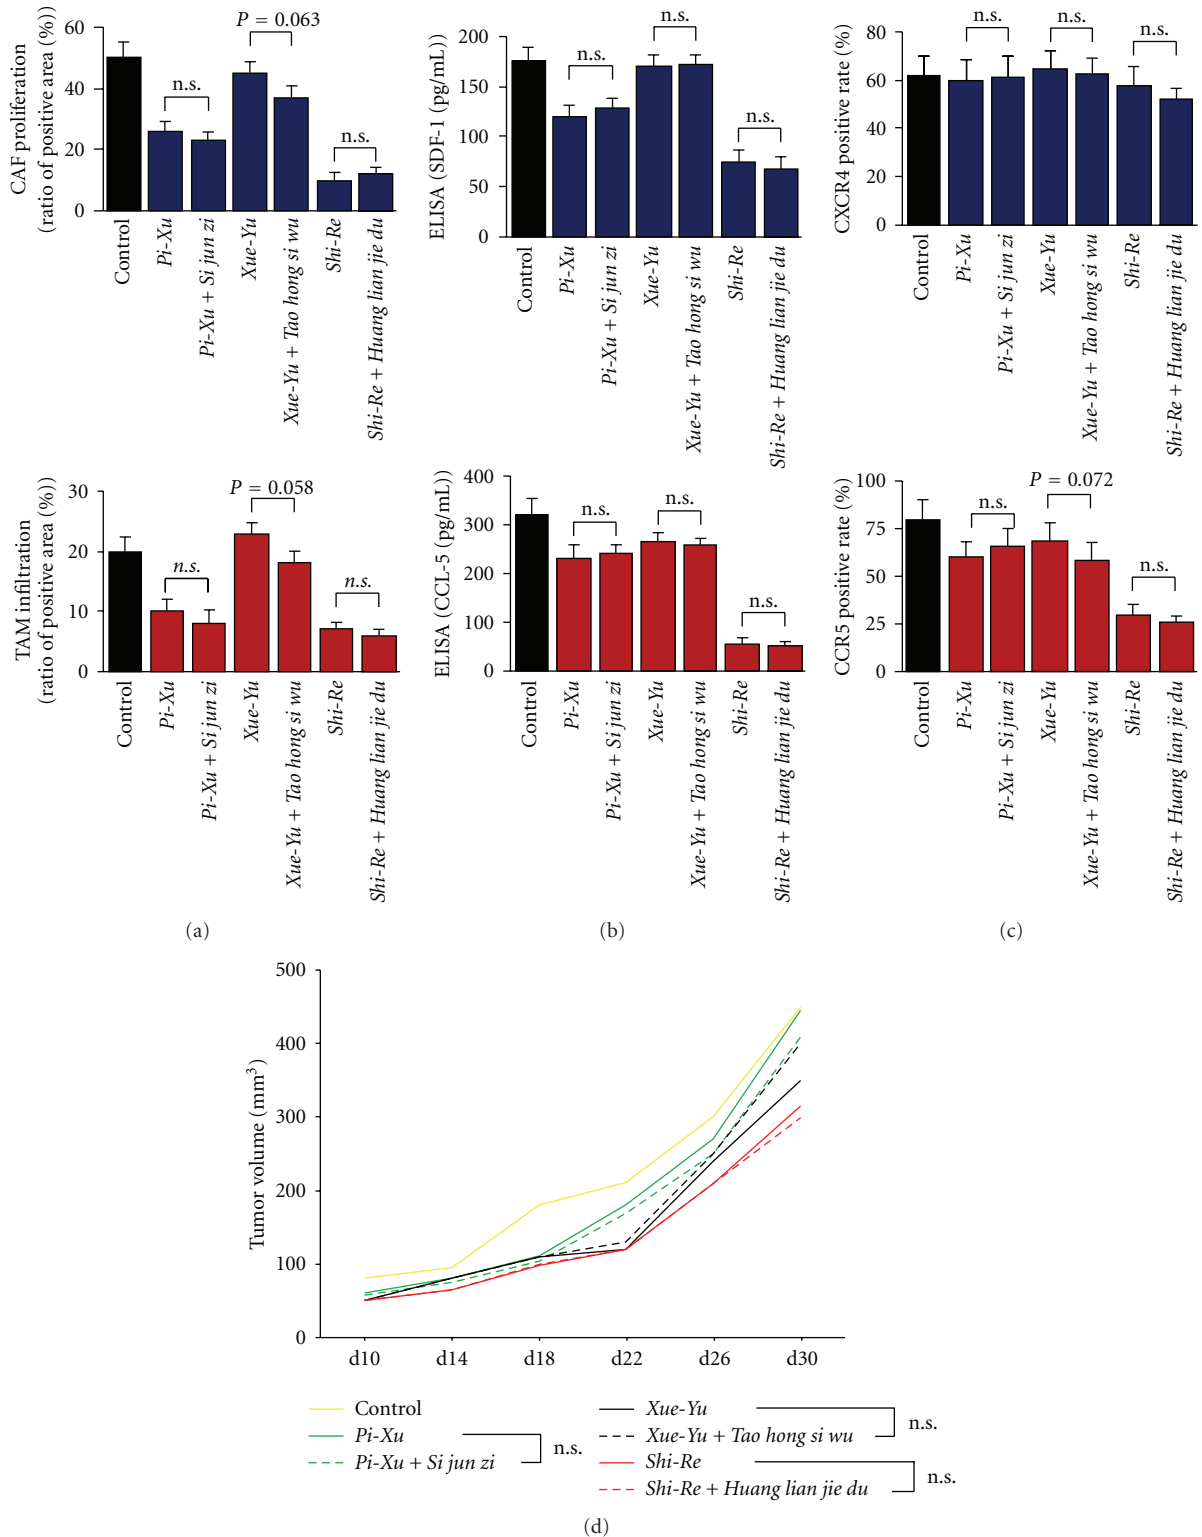 CAF proliferation
(ratio of positive area (%))
60
40
20
0
P = 0.063
n.s.
n.s.
Control
Pi-Xu
Pi-Xu + Si jun zi
Xue-Yu
Xue-Yu + Tao hong si wu
Shi-Re
Shi-Re + Huang lian jie du
ELISA (SDF-1 (pg/mL))
200
150
100
50
0
n.s.
n.s.
n.s.
Control
Pi-Xu
Pi-Xu + Si jun zi
Xue-Yu
Xue-Yu + Tao hong si wu
Shi-Re
Shi-Re + Huang lian jie du
CXCR4 positive rate (%)
80
60
40
20
0
n.s.
n.s.
n.s.
Control
Pi-Xu
Pi-Xu + Si jun zi
Xue-Yu
Xue-Yu + Tao hong si wu
Shi-Re
Shi-Re + Huang lian jie du
TAM infiltration
(ratio of positive area (%))
30
20
10
0
P = 0.058
n.s.
n.s.
Control
Pi-Xu
Pi-Xu + Si jun zi
Xue-Yu
Xue-Yu + Tao hong si wu
Shi-Re
Shi-Re + Huang lian jie du
(a)
ELISA (CCL-5 (pg/mL))
400
300
200
100
0
n.s.
n.s.
n.s.
Control
Pi-Xu
Pi-Xu + Si jun zi
Xue-Yu
Xue-Yu + Tao hong si wu
Shi-Re
Shi-Re + Huang lian jie du
(b)
CCR5 positive rate (%)
100
75
50
25
0
n.s.
P = 0.072
n.s.
Control
Pi-Xu
Pi-Xu + Si jun zi
Xue-Yu
Xue-Yu + Tao hong si wu
Shi-Re
Shi-Re + Huang lian jie du
(c)
Tumor volume (mm³)
500
400
300
200
100
0
d10 d14 d18 d22 d26 d30
Control
Pi-Xu
Pi-Xu + Si jun zi
n.s.
Xue-Yu
Xue-Yu + Tao hong si wu
n.s.
Shi-Re
Shi-Re + Huang lian jie du
n.s.
(d)